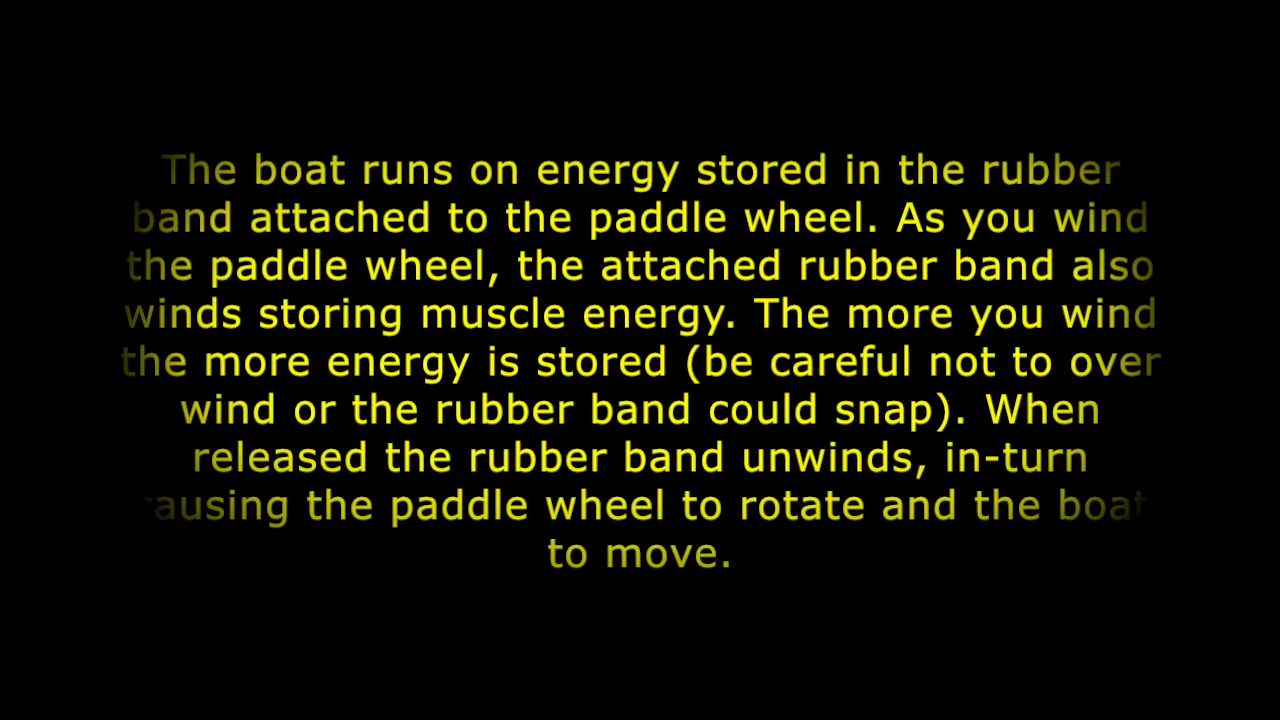 The boat runs on energy stored in the rubber
band attached to the paddle wheel. As you wind
the paddle wheel, the attached rubber band also
winds storing muscle energy. The more you wind
the more energy is stored (be careful not to over
wind or the rubber band could snap). When
released the rubber band unwinds, in-turn
causing the paddle wheel to rotate and the boat
to move.